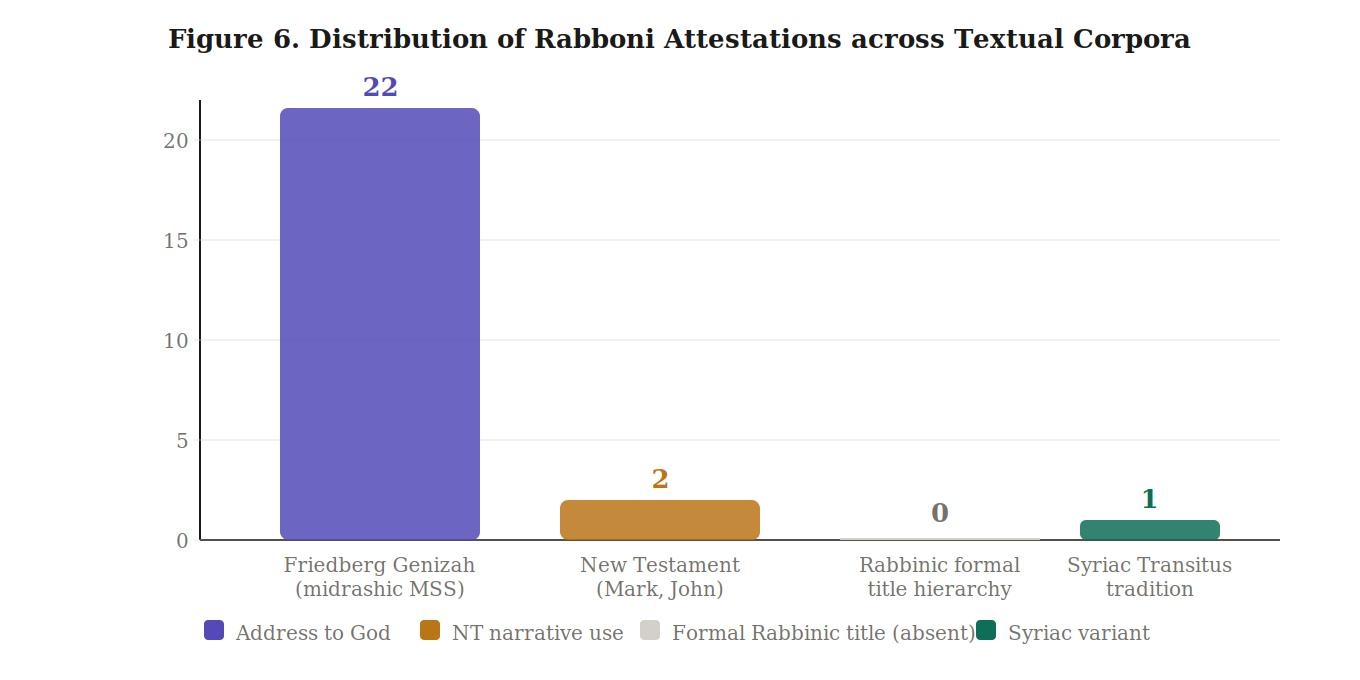 Figure 6. Distribution of Rabboni Attestations across Textual Corpora
22
20
15
10
5
2
0
1
0
Friedberg Genizah
(midrashic MSS)
New Testament
(Mark, John)
Rabbinic formal
title hierarchy
Syriac Transitus
tradition
Address to God
NT narrative use
Formal Rabbinic title (absent)
Syriac variant